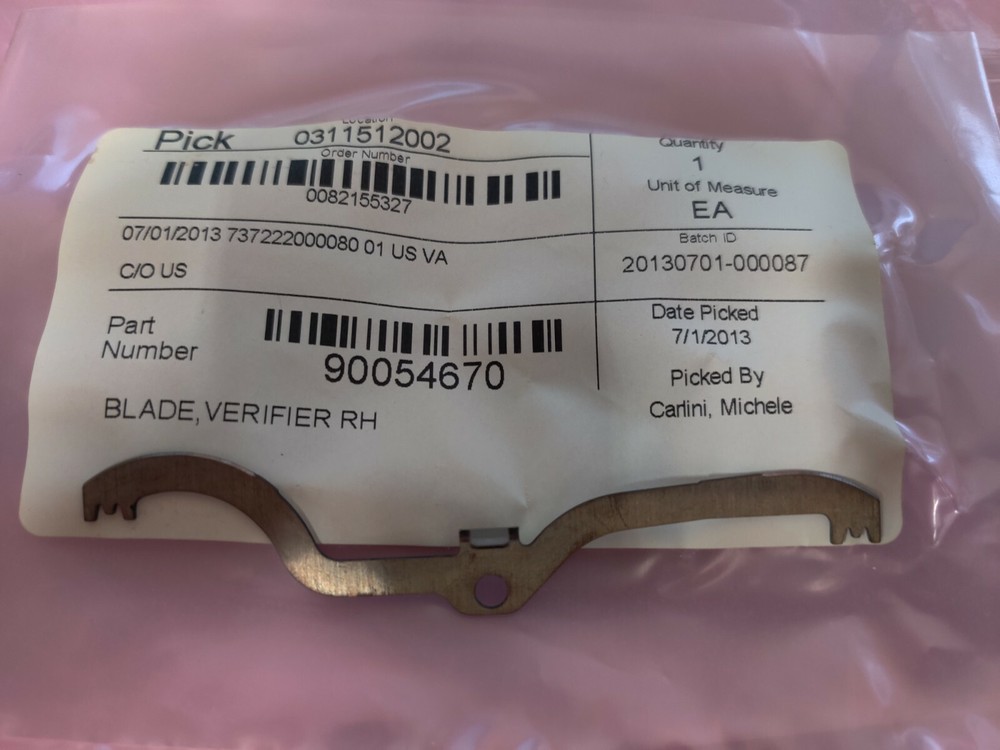 Location
Pick 0311512002
Order Number
0082155327
07/01/2013 737222000080 01 US VA
C/O US
Part
Number
90054670
BLADE,VERIFIER RH
Quantity
1
Unit of Measure
EA
Batch ID
20130701-000087
Date Picked
7/1/2013
Picked By
Carlini, Michele